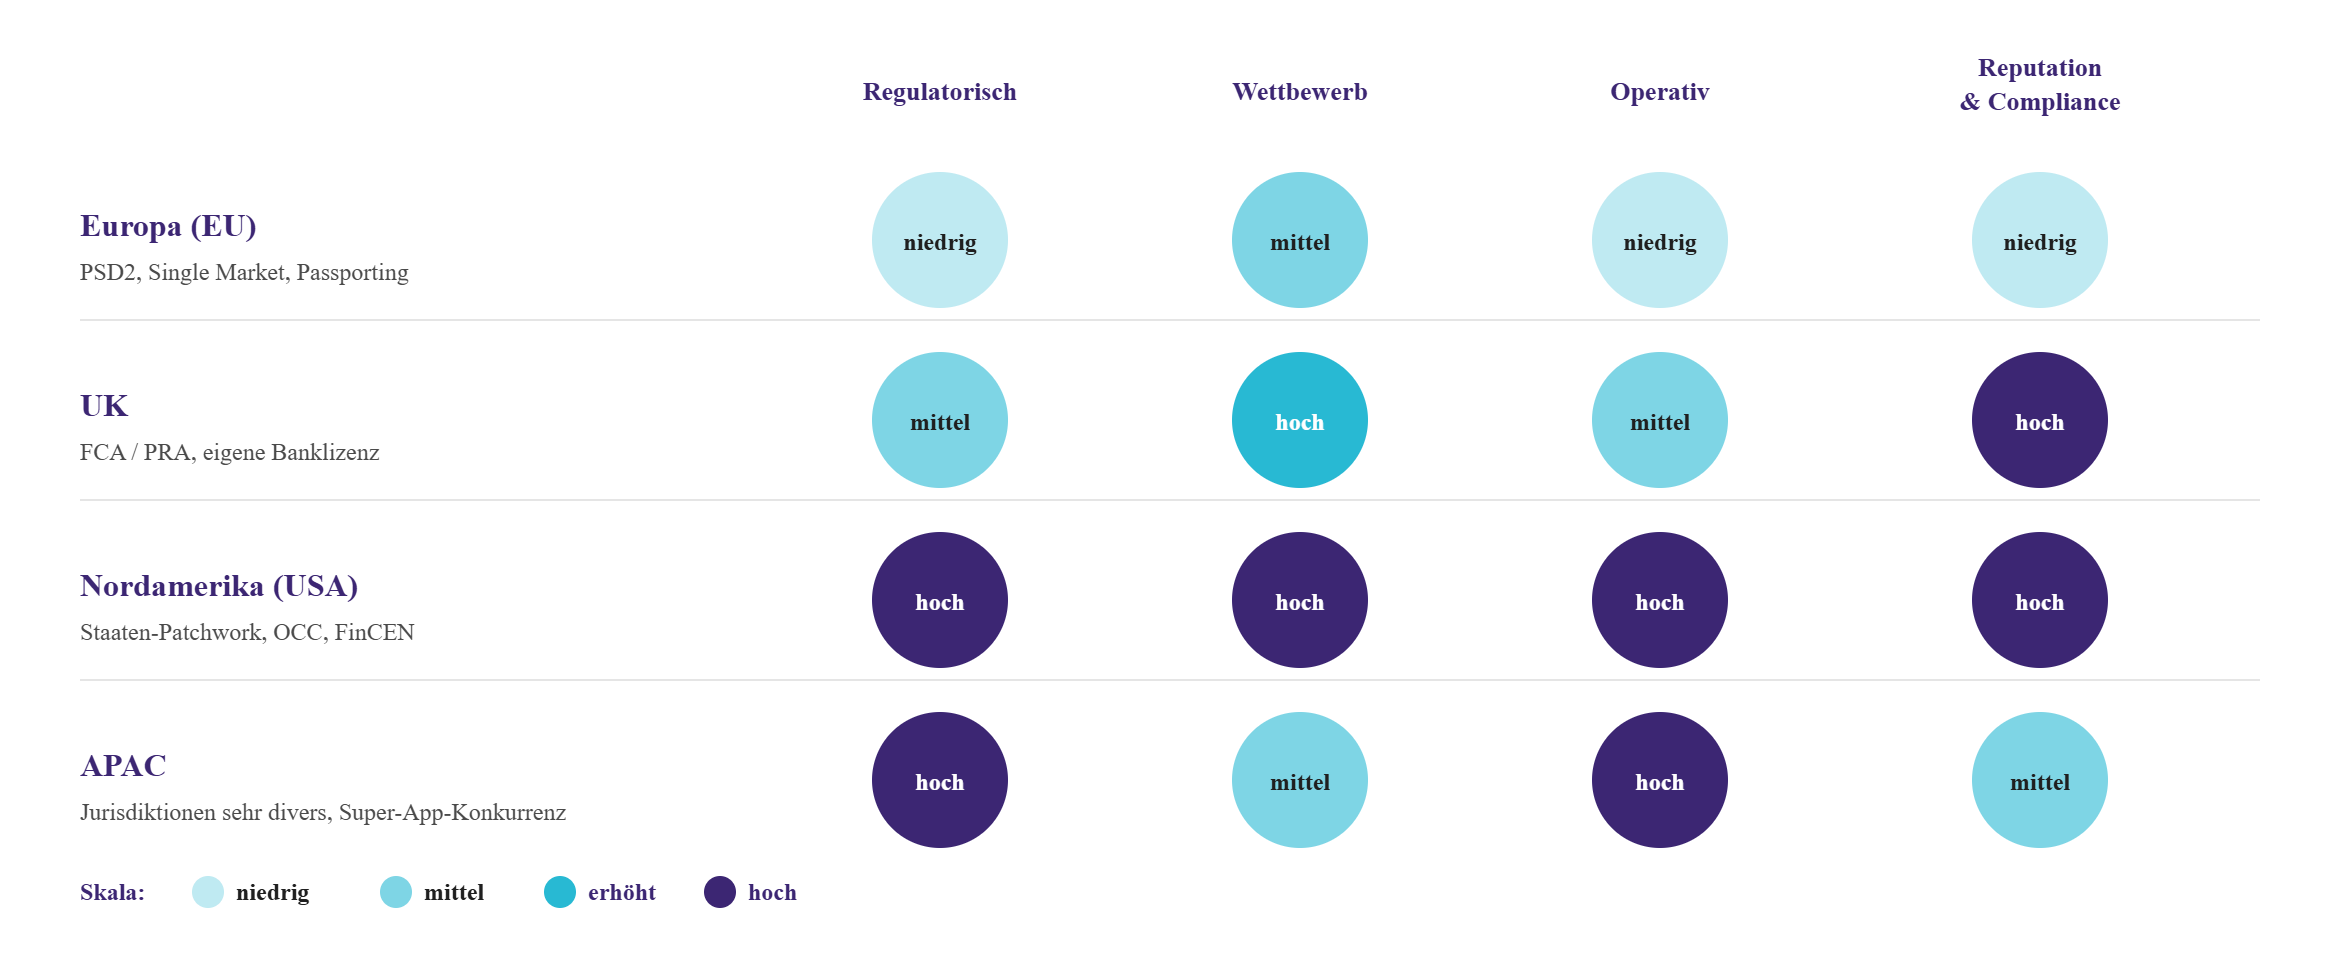 Regulatorisch
Wettbewerb
Operativ
Reputation
& Compliance
Europa (EU)
PSD2, Single Market, Passporting
niedrig
mittel
niedrig
niedrig
UK
FCA / PRA, eigene Banklizenz
mittel
hoch
mittel
hoch
Nordamerika (USA)
Staaten-Patchwork, OCC, FinCEN
hoch
hoch
hoch
hoch
APAC
Jurisdiktionen sehr divers, Super-App-Konkurrenz
hoch
mittel
hoch
mittel
Skala: niedrig mittel erhöht hoch